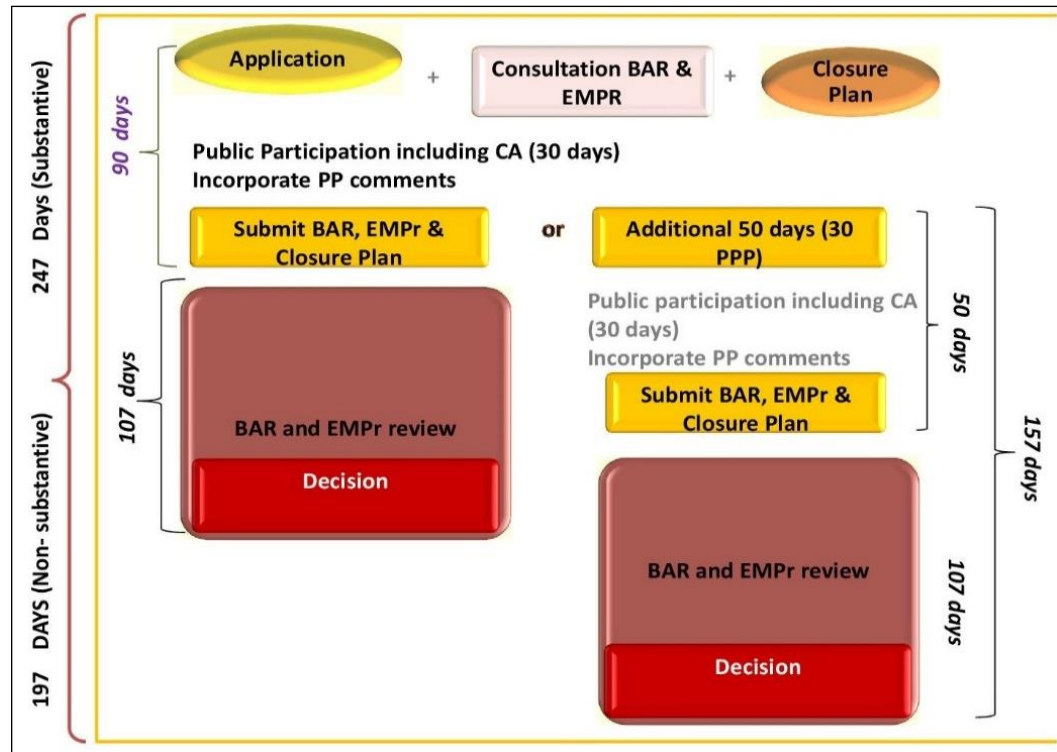 247 Days (Substantive)
197 DAYS (Non- substantive)
90 days
Application
+
Consultation BAR &
EMPR
+
Closure
Plan
Public Participation including CA (30 days)
Incorporate PP comments
Submit BAR, EMPr &
Closure Plan
or
Additional 50 days (30
PPP)
107 days
BAR and EMPr review
Decision
Public participation including CA
(30 days)
Incorporate PP comments
Submit BAR, EMPr &
Closure Plan
50 days
157 days
BAR and EMPr review
Decision
107 days